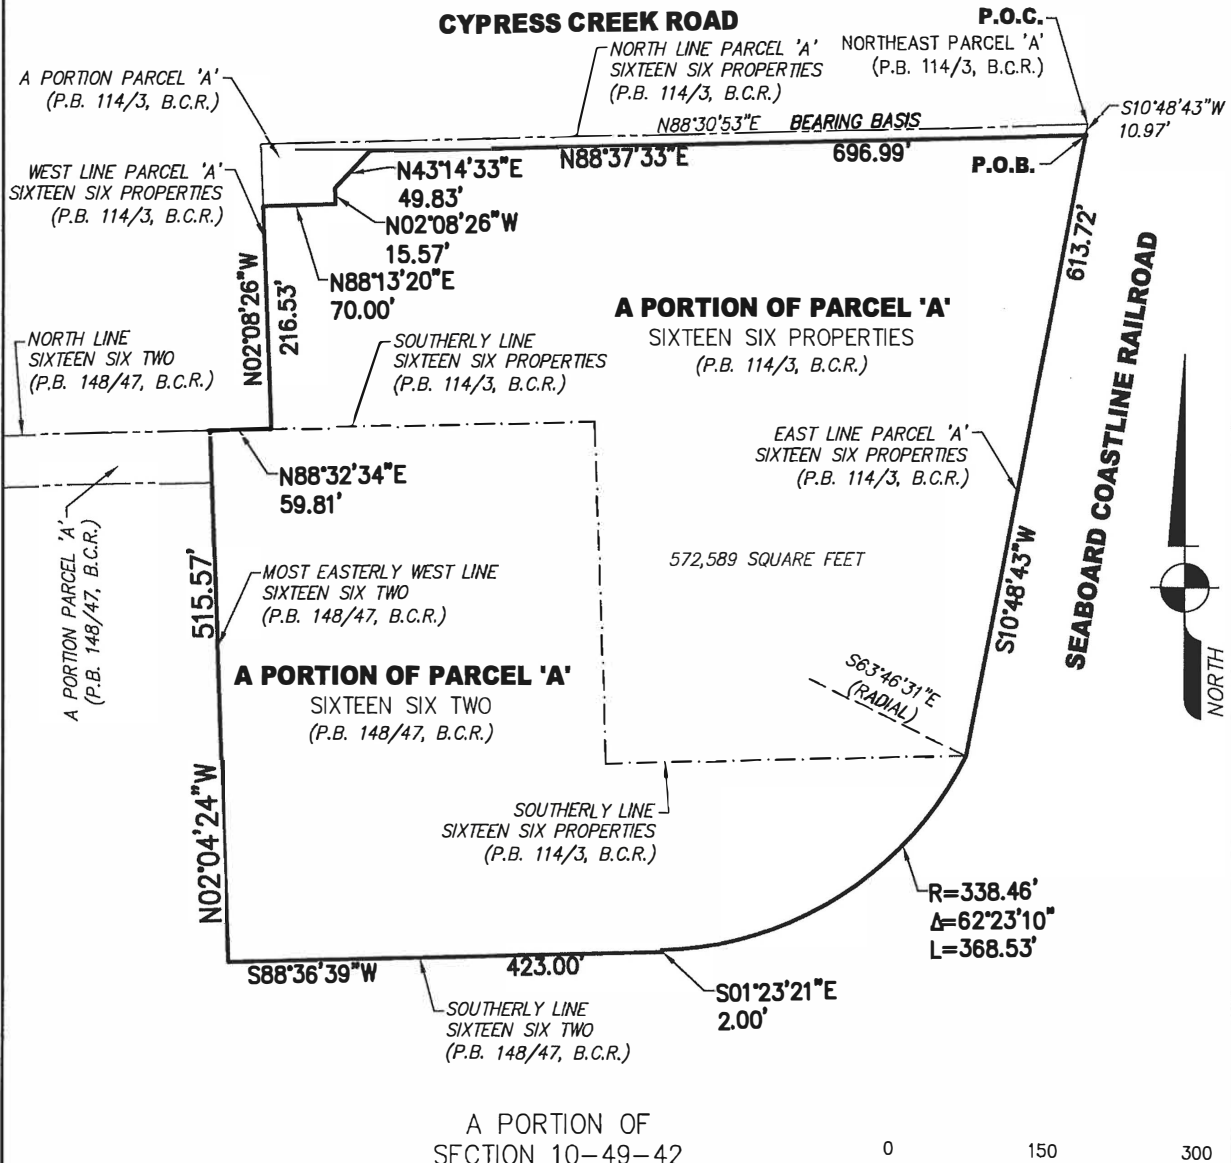 CYPRESS CREEK ROAD
P.O.C.
NORTHEAST PARCEL 'A'
(P.B. 114/3, B.C.R.)
NORTH LINE PARCEL 'A'
SIXTEEN SIX PROPERTIES
(P.B. 114/3, B.C.R.)
A PORTION PARCEL 'A'
(P.B. 114/3, B.C.R.)
S10°48'43"W
10.97'
N88°30'53"E BEARING BASIS
N88°37'33"E
696.99'
P.O.B.
WEST LINE PARCEL 'A'
SIXTEEN SIX PROPERTIES
(P.B. 114/3, B.C.R.)
N43°14'33"E
49.83'
N02°08'26"W
15.57'
N88°13'20"E
70.00'
N02°08'26"W
216.53'
613.72'
SEABOARD COASTLINE RAILROAD
A PORTION OF PARCEL 'A'
SIXTEEN SIX PROPERTIES
(P.B. 114/3, B.C.R.)
NORTH LINE
SIXTEEN SIX TWO
(P.B. 148/47, B.C.R.)
SOUTHERLY LINE
SIXTEEN SIX PROPERTIES
(P.B. 114/3, B.C.R.)
EAST LINE PARCEL 'A'
SIXTEEN SIX PROPERTIES
(P.B. 114/3, B.C.R.)
N88°32'34"E
59.81'
A PORTION PARCEL 'A'
(P.B. 148/47, B.C.R.)
515.57'
MOST EASTERLY WEST LINE
SIXTEEN SIX TWO
(P.B. 148/47, B.C.R.)
572,589 SQUARE FEET
S10°48'43"W
NORTH
A PORTION OF PARCEL 'A'
SIXTEEN SIX TWO
(P.B. 148/47, B.C.R.)
S63°46'31"E
(RADIAL)
N02°04'24"W
SOUTHERLY LINE
SIXTEEN SIX PROPERTIES
(P.B. 114/3, B.C.R.)
R=338.46'
Δ=62°23'10"
L=368.53'
S88°36'39"W
423.00'
S01°23'21"E
2.00'
SOUTHERLY LINE
SIXTEEN SIX TWO
(P.B. 148/47, B.C.R.)
A PORTION OF
SECTION 10-49-42
0 150 300